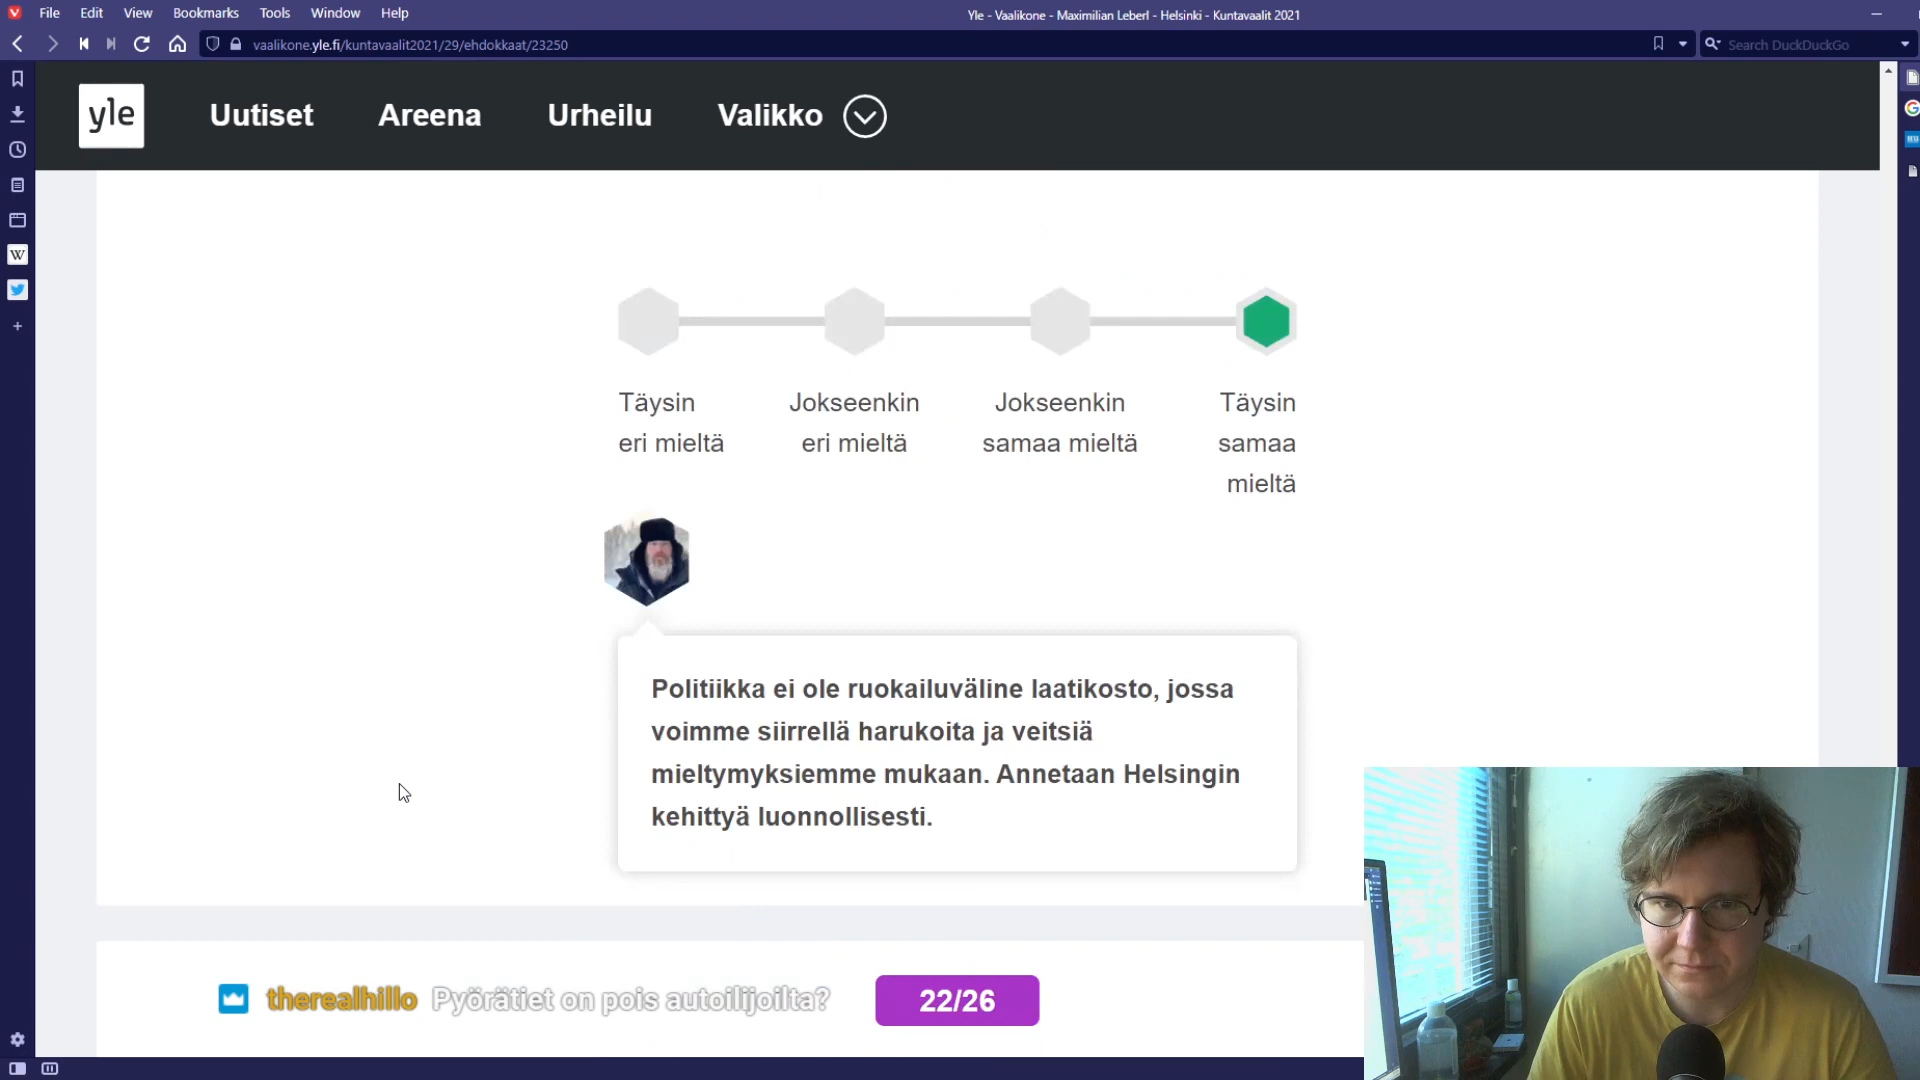 File Edit View Bookmarks Tools Window Help
Yle - Vaalikone - Maximilian Leberl - Helsinki - Kuntavaalit 2021
vaalikone.yle.fi/kuntavaalit2021/29/ehdokkaat/23250
Search DuckDuckGo
yle Uutiset Areena Urheilu Valikko
W
Täysin
eri mieltä
Jokseenkin
eri mieltä
Jokseenkin
samaa mieltä
Täysin
samaa
mieltä
Politiikka ei ole ruokailuväline laatikosto, jossa
voimme siirrellä harukoita ja veitsiä
mieltymyksiemme mukaan. Annetaan Helsingin
kehittyä luonnollisesti.
therealhillo Pyörätiet on pois autoilijoilta?
22/26